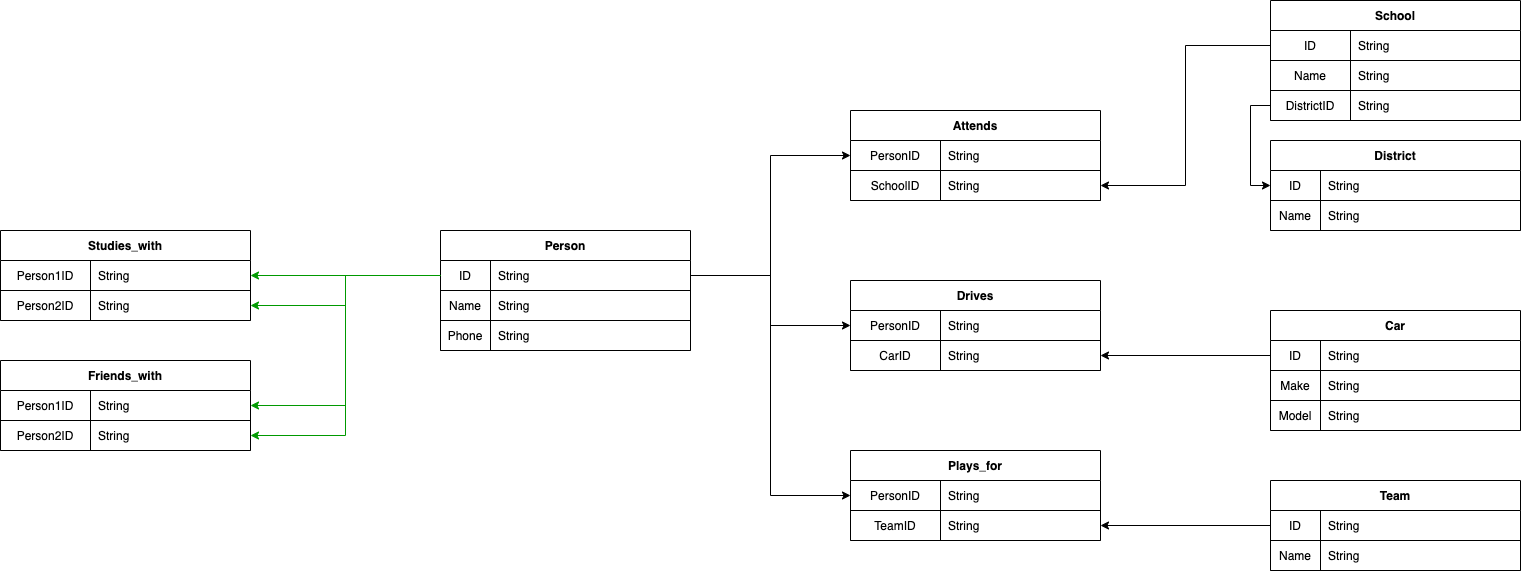 School
ID String
Name String
DistrictID String
Attends
PersonID String
SchoolID String
District
ID String
Name String
Studies_with
Person1ID String
Person2ID String
Person
ID String
Name String
Phone String
Drives
PersonID String
CarID String
Car
ID String
Make String
Model String
Friends_with
Person1ID String
Person2ID String
Plays_for
PersonID String
TeamID String
Team
ID String
Name String